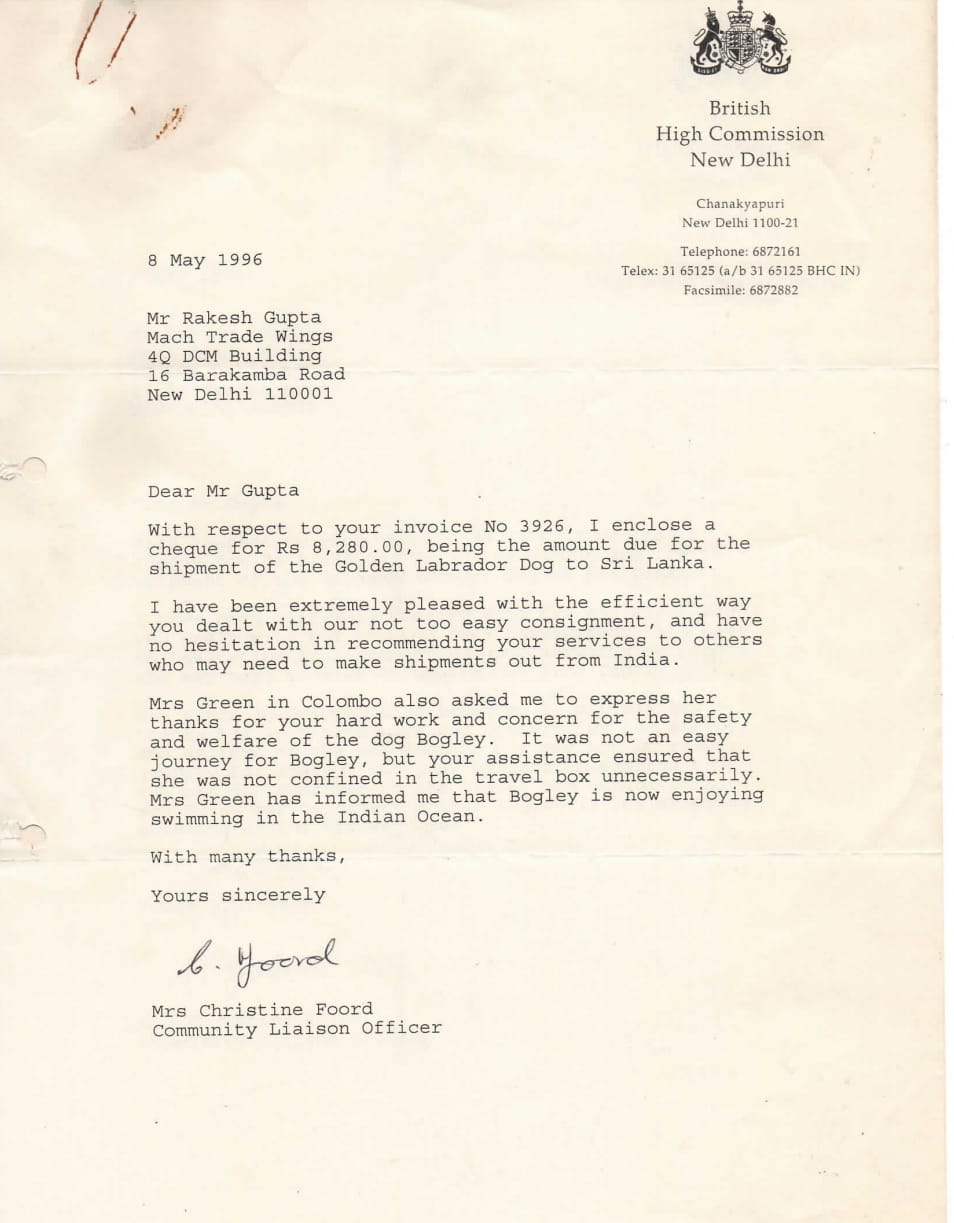 British
High Commission
New Delhi
Chanakyapuri
New Delhi 1100-21
Telephone: 6872161
Telex: 31 65125 (a/b 31 65125 BHC IN)
Facsimile: 6872882
8 May 1996
Mr Rakesh Gupta
Mach Trade Wings
4Q DCM Building
16 Barakamba Road
New Delhi 110001
Dear Mr Gupta
With respect to your invoice No 3926, I enclose a
cheque for Rs 8,280.00, being the amount due for the
shipment of the Golden Labrador Dog to Sri Lanka.
I have been extremely pleased with the efficient way
you dealt with our not too easy consignment, and have
no hesitation in recommending your services to others
who may need to make shipments out from India.
Mrs Green in Colombo also asked me to express her
thanks for your hard work and concern for the safety
and welfare of the dog Bogley.  It was not an easy
journey for Bogley, but your assistance ensured that
she was not confined in the travel box unnecessarily.
Mrs Green has informed me that Bogley is now enjoying
swimming in the Indian Ocean.
With many thanks,
Yours sincerely
C. Foord
Mrs Christine Foord
Community Liaison Officer